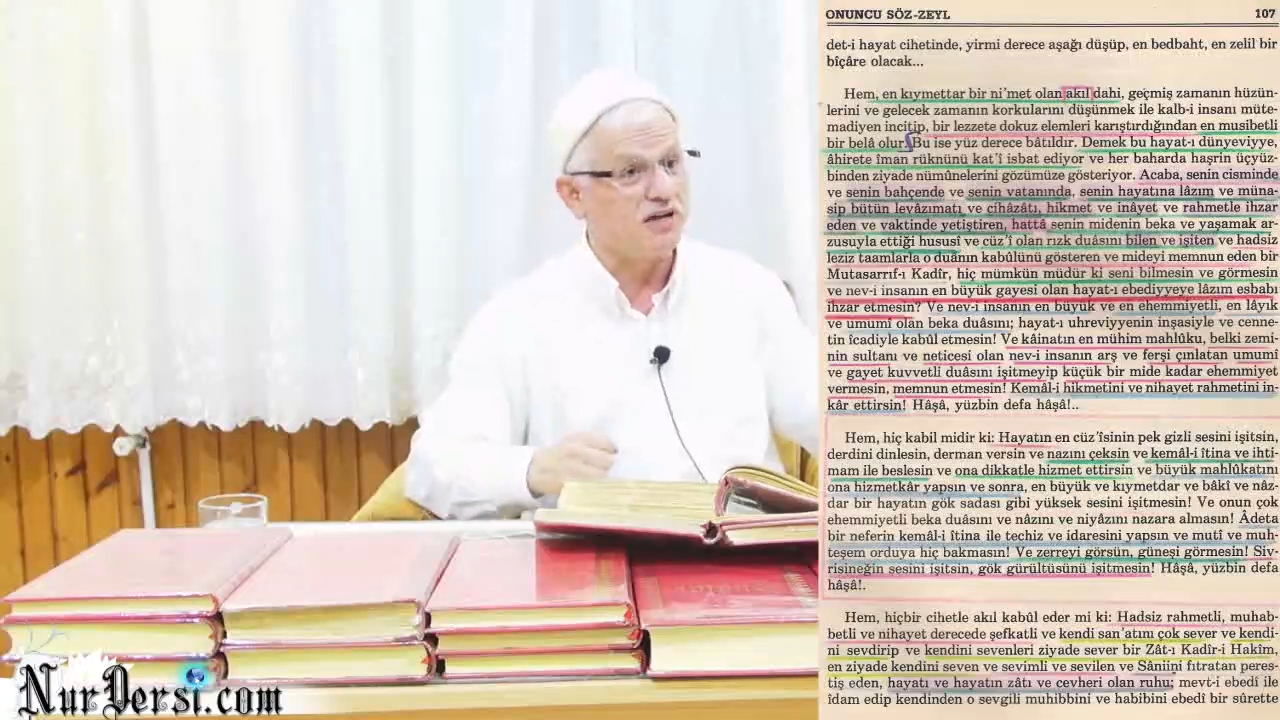 ONUNCU SÖZ-ZEYL 107
det-i hayat cihetinde, yirmi derece aşağı düşüp, en bedbaht, en zelil bir
bîçâre olacak...
Hem, en kıymettar bir ni'met olan akıl dahi, geçmiş zamanın hüzün-
lerini ve gelecek zamanın korkularını düşünmek ile kalb-i insanı müte-
madiyen incitip, bir lezzete dokuz elemleri karıştırdığından en musibetli
bir belâ olur. Bu ise yüz derece bâtıldır. Demek bu hayat-ı dünyeviyye,
âhirete îman rüknünü kat'î isbat ediyor ve her baharda haşrin üçyüz-
binden ziyade nümûnelerini gözümüze gösteriyor. Acaba, senin cisminde
ve senin bahçende ve senin vatanında, senin hayatına lâzım ve müna-
sip bütün levâzımatı ve cihâzâtı, hikmet ve inâyet ve rahmetle ihzar
eden ve vaktinde yetiştiren, hattâ senin midenin beka ve yaşamak ar-
zusuyla ettiği hususî ve cüz'î olan rızk duâsını bilen ve işiten ve hadsiz
leziz taamlarla o duânın kabûlünü gösteren ve mideyi memnun eden bir
Mutasarrıf-ı Kadîr, hiç mümkün müdür ki seni bilmesin ve görmesin
ve nev-i insanın en büyük gayesi olan hayat-ı ebediyyeye lâzım esbabı
ihzar etmesin? Ve nev-i insanın en büyük ve en ehemmiyetli, en lâyık
ve umumî olan beka duâsını; hayat-ı uhreviyyenin inşasiyle ve cenne-
tin îcadiyle kabûl etmesin! Ve kâinatın en mühim mahlûku, belki zemi-
nin sultanı ve neticesi olan nev-i insanın arş ve ferşi çınlatan umumî
ve gayet kuvvetli duâsını işitmeyip küçük bir mide kadar ehemmiyet
vermesin, memnun etmesin! Kemâl-i hikmetini ve nihayet rahmetini in-
kâr ettirsin! Hâşâ, yüzbin defa hâşâ!..
Hem, hiç kabil midir ki: Hayatın en cüz'îsinin pek gizli sesini işitsin,
derdini dinlesin, derman versin ve nazını çeksin ve kemâl-i îtina ve ihti-
mam ile beslesin ve ona dikkatle hizmet ettirsin ve büyük mahlûkatını
ona hizmetkâr yapsın ve sonra, en büyük ve kıymetdar ve bâkî ve nâz-
dar bir hayatın gök sadası gibi yüksek sesini işitmesin! Ve onun çok
ehemmiyetli beka duâsını ve nâzını ve niyâzını nazara almasın! Âdeta
bir neferin kemâl-i îtina ile techiz ve idaresini yapsın ve mutî ve muh-
teşem orduya hiç bakmasın! Ve zerreyi görsün, güneşi görmesin! Siv-
risineğin sesini işitsin, gök gürültüsünü işitmesin! Hâşâ, yüzbin defa
hâşâ!.
Hem, hiçbir cihetle akıl kabûl eder mi ki: Hadsiz rahmetli, muhab-
betli ve nihayet derecede şefkatli ve kendi san'atını çok sever ve kendi-
ni sevdirip ve kendini sevenleri ziyade sever bir Zât-ı Kadîr-i Hakîm,
en ziyade kendini seven ve sevimli ve sevilen ve Sâniini fıtratan peres-
tiş eden, hayatı ve hayatın zâtı ve cevheri olan ruhu; mevt-i ebedî ile
îdam edip kendinden o sevgili muhibbini ve habîbini ebedî bir sûrette
NurDersi.com